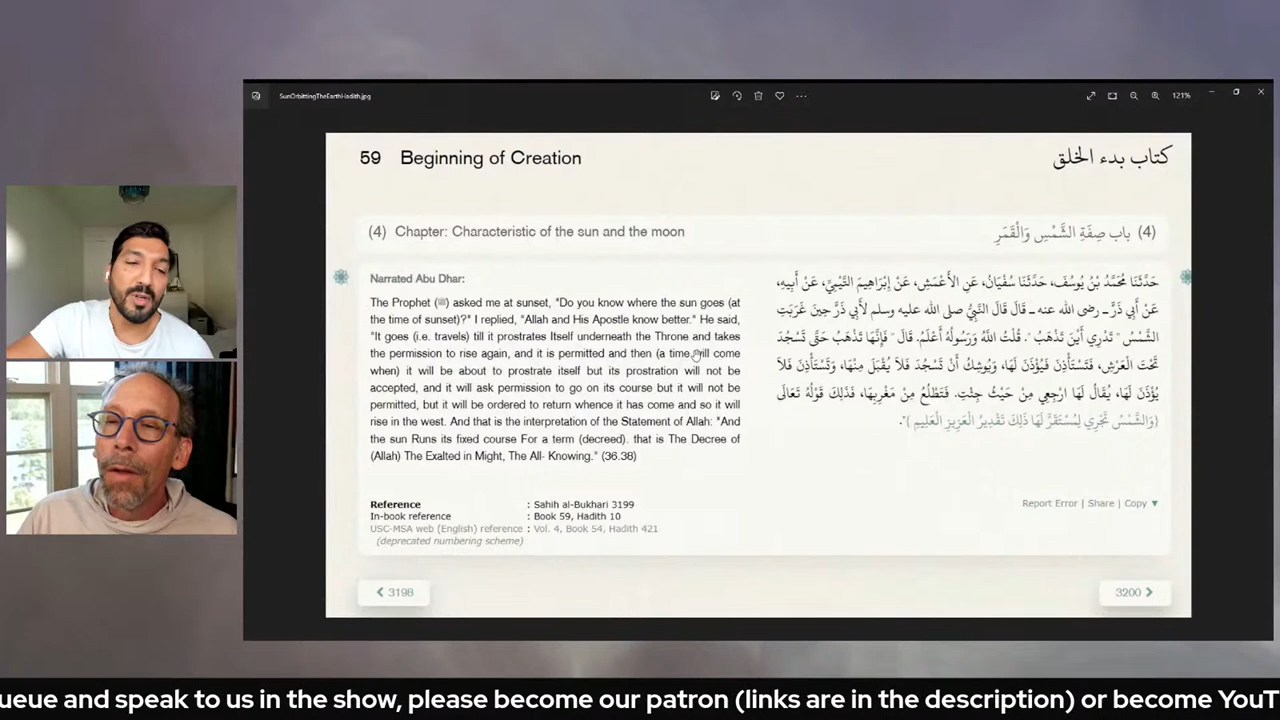 SunOrbittingTheEarthHadith.jpg
121%
59 Beginning of Creation
كتاب بدء الخلق
(4) Chapter: Characteristic of the sun and the moon
(4) باب صِفَةِ الشَّمْسِ وَالْقَمَرِ
Narrated Abu Dhar:
The Prophet (ﷺ) asked me at sunset, "Do you know where the sun goes (at
the time of sunset)?" I replied, "Allah and His Apostle know better." He said,
"It goes (i.e. travels) till it prostrates Itself underneath the Throne and takes
the permission to rise again, and it is permitted and then (a time will come
when) it will be about to prostrate itself but its prostration will not be
accepted, and it will ask permission to go on its course but it will not be
permitted, but it will be ordered to return whence it has come and so it will
rise in the west. And that is the interpretation of the Statement of Allah: "And
the sun Runs its fixed course For a term (decreed). that is The Decree of
(Allah) The Exalted in Might, The All- Knowing." (36.38)
حَدَّثَنَا مُحَمَّدُ بْنُ يُوسُفَ، حَدَّثَنَا سُفْيَانُ، عَنِ الأَعْمَشِ، عَنْ إِبْرَاهِيمَ التَّيْمِيِّ، عَنْ أَبِيهِ،
عَنْ أَبِي ذَرٍّ ـ رضى الله عنه ـ قَالَ قَالَ النَّبِيُّ صلى الله عليه وسلم لأَبِي ذَرٍّ حِينَ غَرَبَتِ
الشَّمْسُ ‏"‏ تَدْرِي أَيْنَ تَذْهَبُ ‏"‏‏.‏ قُلْتُ اللَّهُ وَرَسُولُهُ أَعْلَمُ‏.‏ قَالَ ‏"‏ فَإِنَّهَا تَذْهَبُ حَتَّى تَسْجُدَ
تَحْتَ الْعَرْشِ، فَتَسْتَأْذِنَ فَيُؤْذَنَ لَهَا، وَيُوشِكُ أَنْ تَسْجُدَ فَلاَ يُقْبَلَ مِنْهَا، وَتَسْتَأْذِنَ فَلاَ
يُؤْذَنَ لَهَا، يُقَالُ لَهَا ارْجِعِي مِنْ حَيْثُ جِئْتِ‏.‏ فَتَطْلُعُ مِنْ مَغْرِبِهَا، فَذَلِكَ قَوْلُهُ تَعَالَى
‏{‏وَالشَّمْسُ تَجْرِي لِمُسْتَقَرٍّ لَهَا ذَلِكَ تَقْدِيرُ الْعَزِيزِ الْعَلِيمِ ‏}‏‏"‏‏.‏
Reference : Sahih al-Bukhari 3199
In-book reference : Book 59, Hadith 10
USC-MSA web (English) reference : Vol. 4, Book 54, Hadith 421
(deprecated numbering scheme)
Report Error | Share | Copy ▼
3198
3200
ueue and speak to us in the show, please become our patron (links are in the description) or become YouT